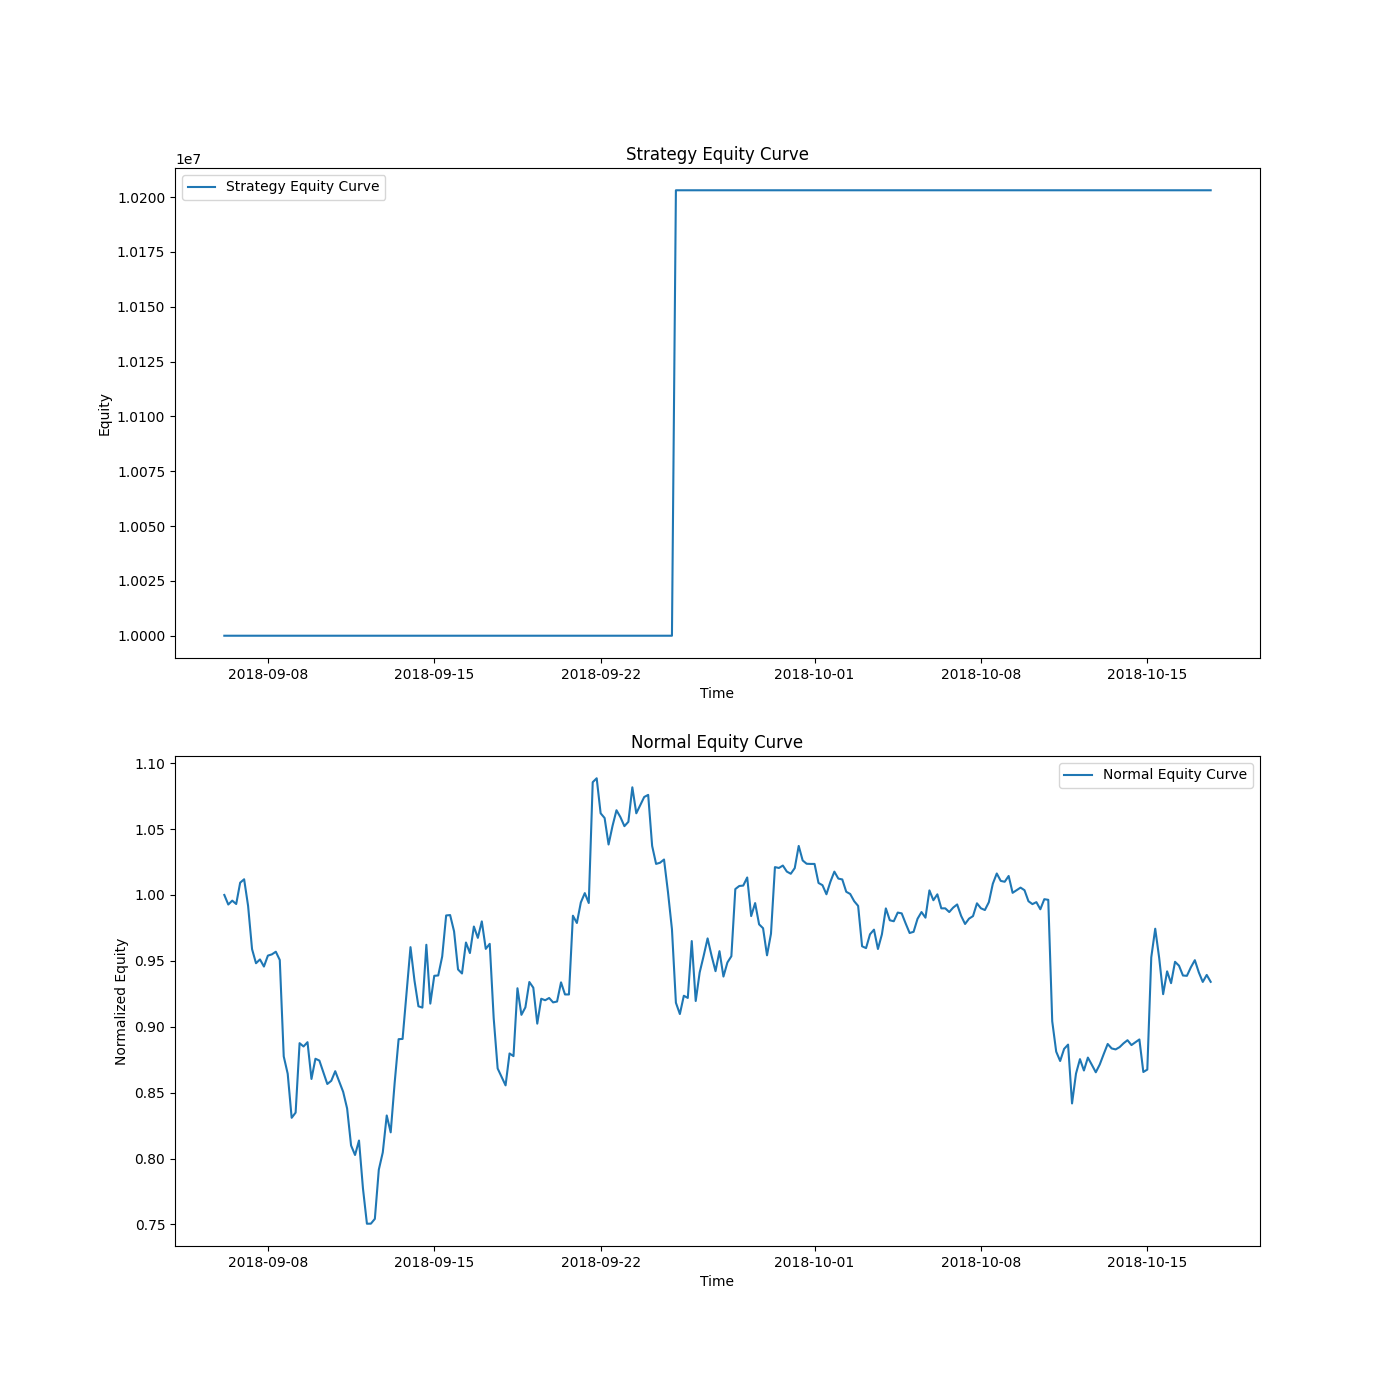 Strategy Equity Curve
1e7
Strategy Equity Curve
1.0200
1.0175
1.0150
1.0125
1.0100
1.0075
1.0050
1.0025
1.0000
Equity
2018-09-08 2018-09-15 2018-09-22 2018-10-01 2018-10-08 2018-10-15
Time
Normal Equity Curve
Normal Equity Curve
1.10
1.05
1.00
0.95
0.90
0.85
0.80
0.75
Normalized Equity
2018-09-08 2018-09-15 2018-09-22 2018-10-01 2018-10-08 2018-10-15
Time